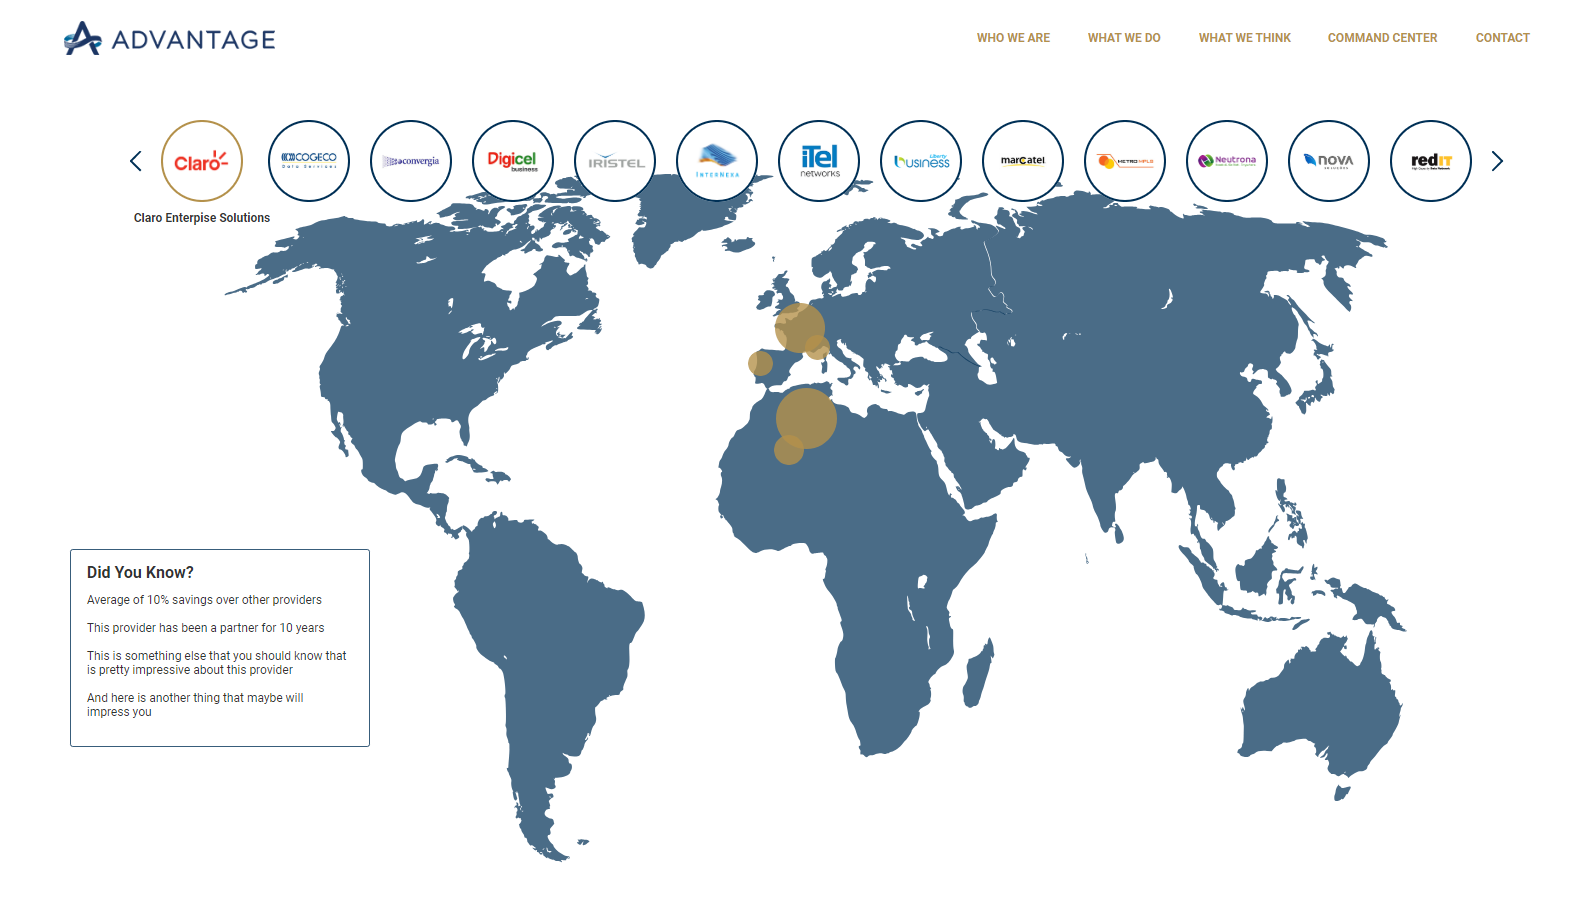 ADVANTAGE
WHO WE ARE
WHAT WE DO
WHAT WE THINK
COMMAND CENTER
CONTACT
Claro
COGECO
Data Services
convergia
Digicel
business
IRISTEL
INTERNEXA
iTel
networks
Liberty
business
marcatel
METRO MPLS
Neutrona
nova
redIT
Claro Enterpise Solutions
Did You Know?
Average of 10% savings over other providers
This provider has been a partner for 10 years
This is something else that you should know that
is pretty impressive about this provider
And here is another thing that maybe will
impress you